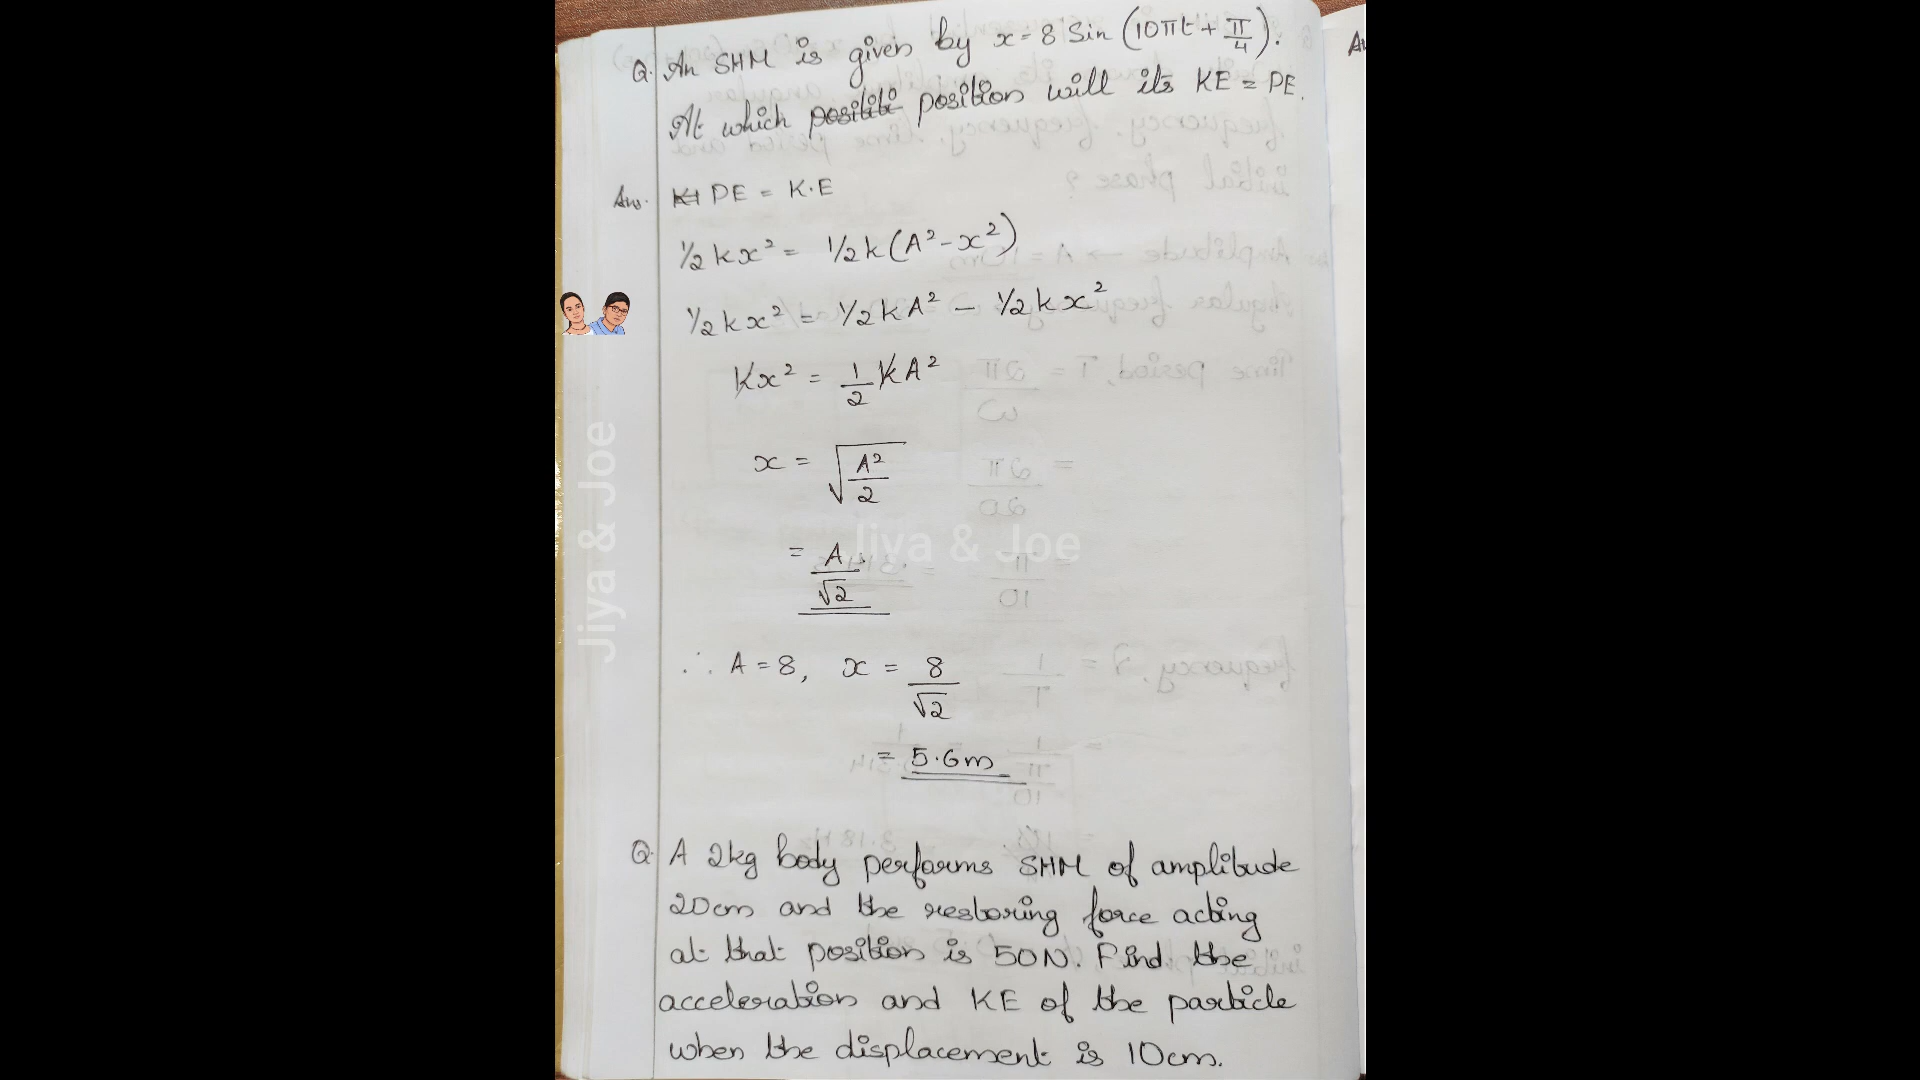 Q. An SHM is given by x = 8 Sin (10πt + π/4).
At which position will its KE = PE.
Ans. PE = K.E
1/2 kx² = 1/2 k (A² - x²)
1/2 kx² = 1/2 kA² - 1/2 kx²
Kx² = 1/2 kA²
x = √(A²/2)
= A/√2
∴ A = 8, x = 8/√2
= 5.6m
Q. A 2kg body performs SHM of amplitude
20cm and the restoring force acting
at that position is 50N. Find the
acceleration and KE of the particle
when the displacement is 10cm.
Jiya & Joe
Jiya & Joe